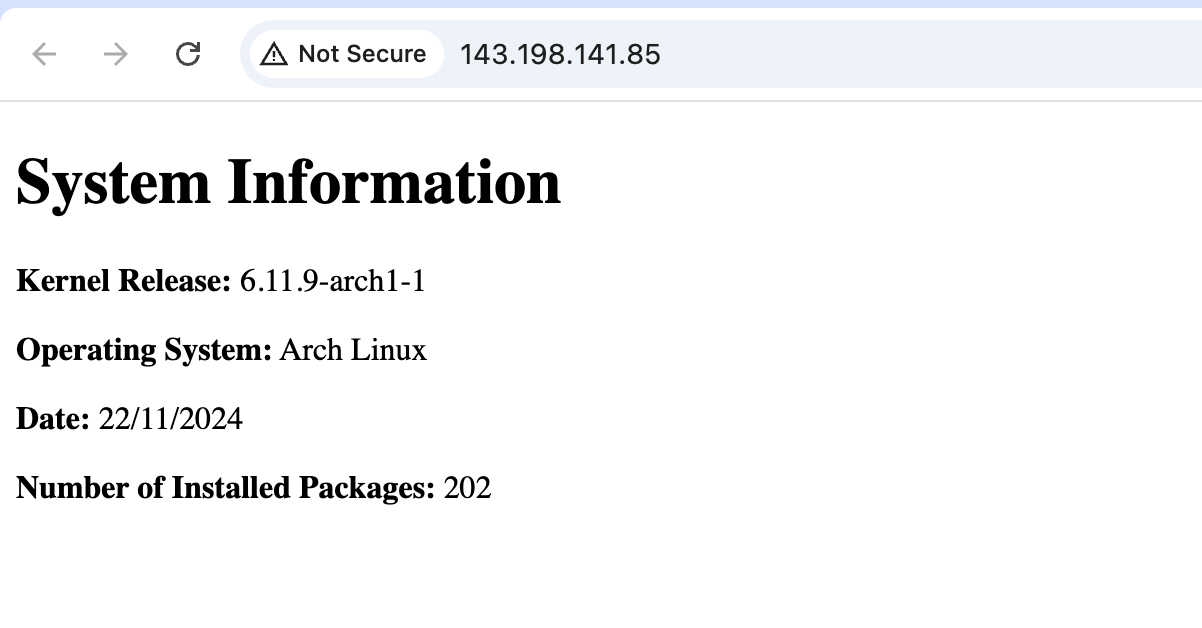 Not Secure 143.198.141.85
System Information
Kernel Release: 6.11.9-arch1-1
Operating System: Arch Linux
Date: 22/11/2024
Number of Installed Packages: 202